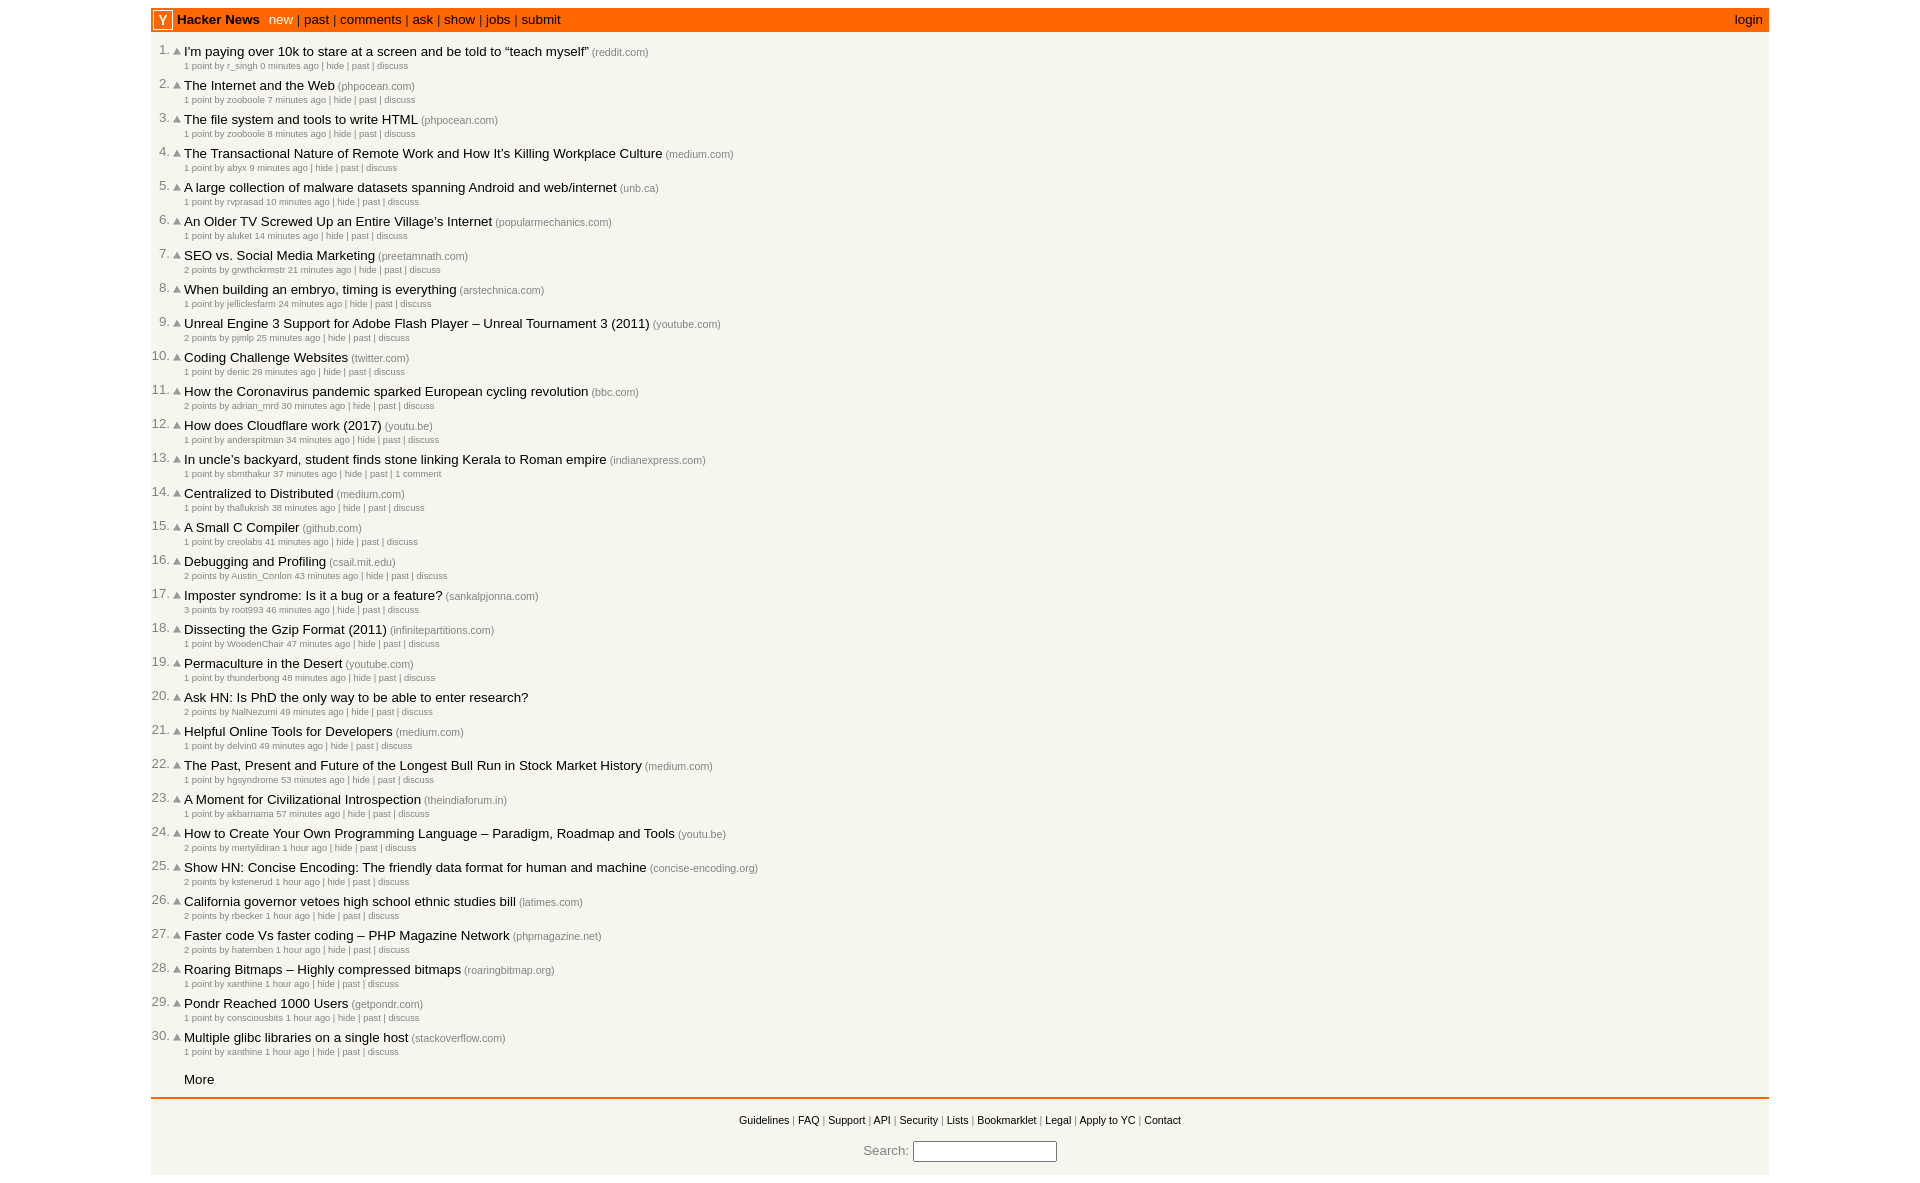 Y Hacker News new | past | comments | ask | show | jobs | submit login
1. I'm paying over 10k to stare at a screen and be told to “teach myself” (reddit.com)
1 point by r_singh 0 minutes ago | hide | past | discuss
2. The Internet and the Web (phpocean.com)
1 point by zooboole 7 minutes ago | hide | past | discuss
3. The file system and tools to write HTML (phpocean.com)
1 point by zooboole 8 minutes ago | hide | past | discuss
4. The Transactional Nature of Remote Work and How It’s Killing Workplace Culture (medium.com)
1 point by abyx 9 minutes ago | hide | past | discuss
5. A large collection of malware datasets spanning Android and web/internet (unb.ca)
1 point by rvprasad 10 minutes ago | hide | past | discuss
6. An Older TV Screwed Up an Entire Village’s Internet (popularmechanics.com)
1 point by aluket 14 minutes ago | hide | past | discuss
7. SEO vs. Social Media Marketing (preetamnath.com)
2 points by grwthckrmstr 21 minutes ago | hide | past | discuss
8. When building an embryo, timing is everything (arstechnica.com)
1 point by jelliclesfarm 24 minutes ago | hide | past | discuss
9. Unreal Engine 3 Support for Adobe Flash Player – Unreal Tournament 3 (2011) (youtube.com)
2 points by pjmlp 25 minutes ago | hide | past | discuss
10. Coding Challenge Websites (twitter.com)
1 point by denic 29 minutes ago | hide | past | discuss
11. How the Coronavirus pandemic sparked European cycling revolution (bbc.com)
2 points by adrian_mrd 30 minutes ago | hide | past | discuss
12. How does Cloudflare work (2017) (youtu.be)
1 point by anderspitman 34 minutes ago | hide | past | discuss
13. In uncle’s backyard, student finds stone linking Kerala to Roman empire (indianexpress.com)
1 point by sbmthakur 37 minutes ago | hide | past | 1 comment
14. Centralized to Distributed (medium.com)
1 point by thallukrish 38 minutes ago | hide | past | discuss
15. A Small C Compiler (github.com)
1 point by creolabs 41 minutes ago | hide | past | discuss
16. Debugging and Profiling (csail.mit.edu)
2 points by Austin_Conlon 43 minutes ago | hide | past | discuss
17. Imposter syndrome: Is it a bug or a feature? (sankalpjonna.com)
3 points by root993 46 minutes ago | hide | past | discuss
18. Dissecting the Gzip Format (2011) (infinitepartitions.com)
1 point by WoodenChair 47 minutes ago | hide | past | discuss
19. Permaculture in the Desert (youtube.com)
1 point by thunderbong 48 minutes ago | hide | past | discuss
20. Ask HN: Is PhD the only way to be able to enter research?
2 points by NalNezumi 49 minutes ago | hide | past | discuss
21. Helpful Online Tools for Developers (medium.com)
1 point by delvin0 49 minutes ago | hide | past | discuss
22. The Past, Present and Future of the Longest Bull Run in Stock Market History (medium.com)
1 point by hgsyndrome 53 minutes ago | hide | past | discuss
23. A Moment for Civilizational Introspection (theindiaforum.in)
1 point by akbarnama 57 minutes ago | hide | past | discuss
24. How to Create Your Own Programming Language – Paradigm, Roadmap and Tools (youtu.be)
2 points by mertyildiran 1 hour ago | hide | past | discuss
25. Show HN: Concise Encoding: The friendly data format for human and machine (concise-encoding.org)
2 points by kstenerud 1 hour ago | hide | past | discuss
26. California governor vetoes high school ethnic studies bill (latimes.com)
2 points by rbecker 1 hour ago | hide | past | discuss
27. Faster code Vs faster coding – PHP Magazine Network (phpmagazine.net)
2 points by hatemben 1 hour ago | hide | past | discuss
28. Roaring Bitmaps – Highly compressed bitmaps (roaringbitmap.org)
1 point by xanthine 1 hour ago | hide | past | discuss
29. Pondr Reached 1000 Users (getpondr.com)
1 point by consciousbits 1 hour ago | hide | past | discuss
30. Multiple glibc libraries on a single host (stackoverflow.com)
1 point by xanthine 1 hour ago | hide | past | discuss
More
Guidelines | FAQ | Support | API | Security | Lists | Bookmarklet | Legal | Apply to YC | Contact
Search: